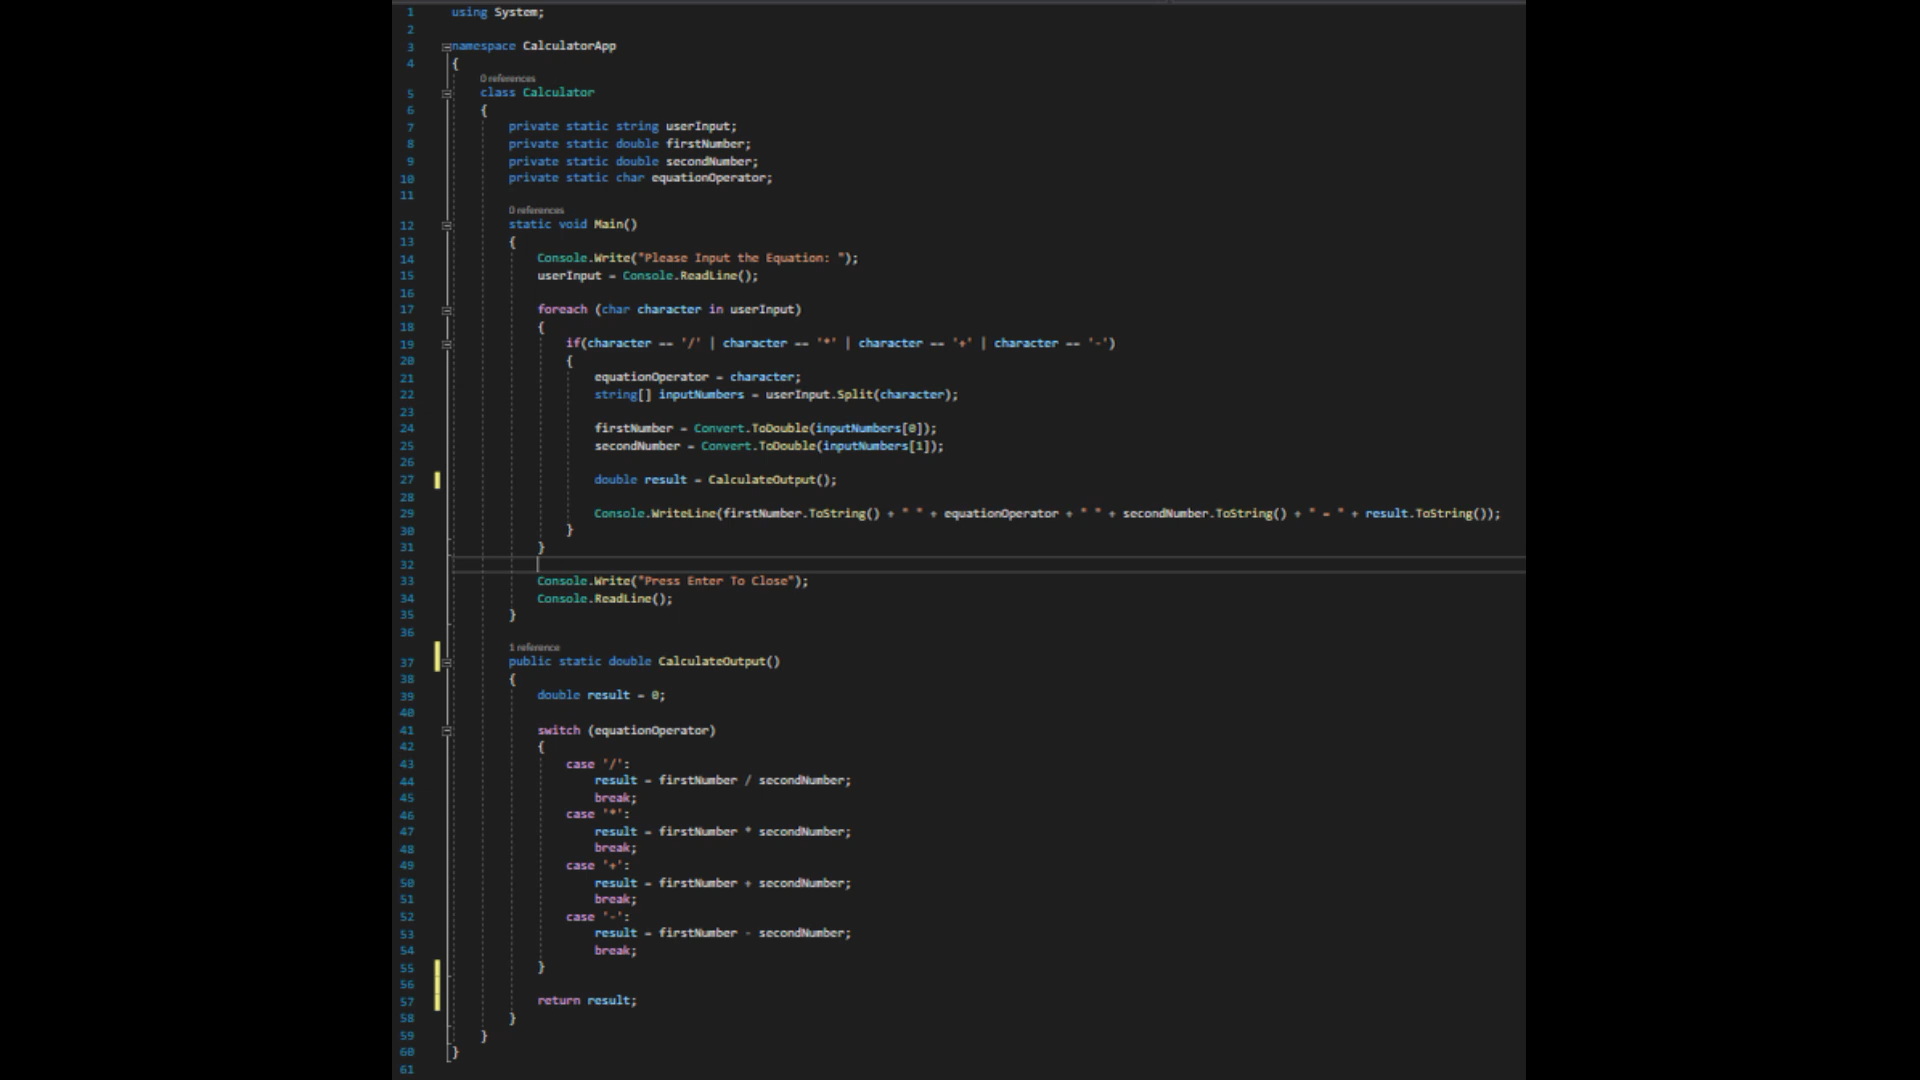 1 using System;
2
3 namespace CalculatorApp
4 {
0 references
5 class Calculator
6 {
7 private static string userInput;
8 private static double firstNumber;
9 private static double secondNumber;
10 private static char equationOperator;
11
0 references
12 static void Main()
13 {
14 Console.Write("Please Input the Equation: ");
15 userInput = Console.ReadLine();
16
17 foreach (char character in userInput)
18 {
19 if(character == '/' | character == '*' | character == '+' | character == '-')
20 {
21 equationOperator = character;
22 string[] inputNumbers = userInput.Split(character);
23
24 firstNumber = Convert.ToDouble(inputNumbers[0]);
25 secondNumber = Convert.ToDouble(inputNumbers[1]);
26
27 double result = CalculateOutput();
28
29 Console.WriteLine(firstNumber.ToString() + " " + equationOperator + " " + secondNumber.ToString() + " = " + result.ToString());
30 }
31 }
32
33 Console.Write("Press Enter To Close");
34 Console.ReadLine();
35 }
36
1 reference
37 public static double CalculateOutput()
38 {
39 double result = 0;
40
41 switch (equationOperator)
42 {
43 case '/':
44 result = firstNumber / secondNumber;
45 break;
46 case '*':
47 result = firstNumber * secondNumber;
48 break;
49 case '+':
50 result = firstNumber + secondNumber;
51 break;
52 case '-':
53 result = firstNumber - secondNumber;
54 break;
55 }
56
57 return result;
58 }
59 }
60 }
61